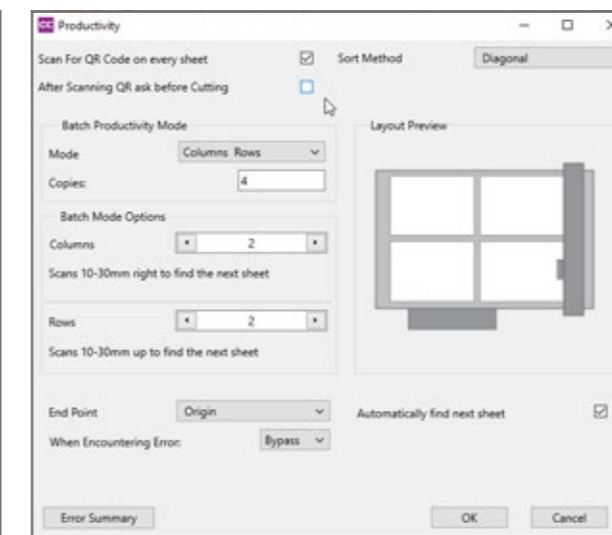 CC Productivity
Scan For QR Code on every sheet
Sort Method Diagonal
After Scanning QR ask before Cutting
Batch Productivity Mode
Layout Preview
Mode Columns Rows
Copies: 4
Batch Mode Options
Columns 2
Scans 10-30mm right to find the next sheet
Rows 2
Scans 10-30mm up to find the next sheet
End Point Origin
Automatically find next sheet
When Encountering Error: Bypass
Error Summary OK Cancel